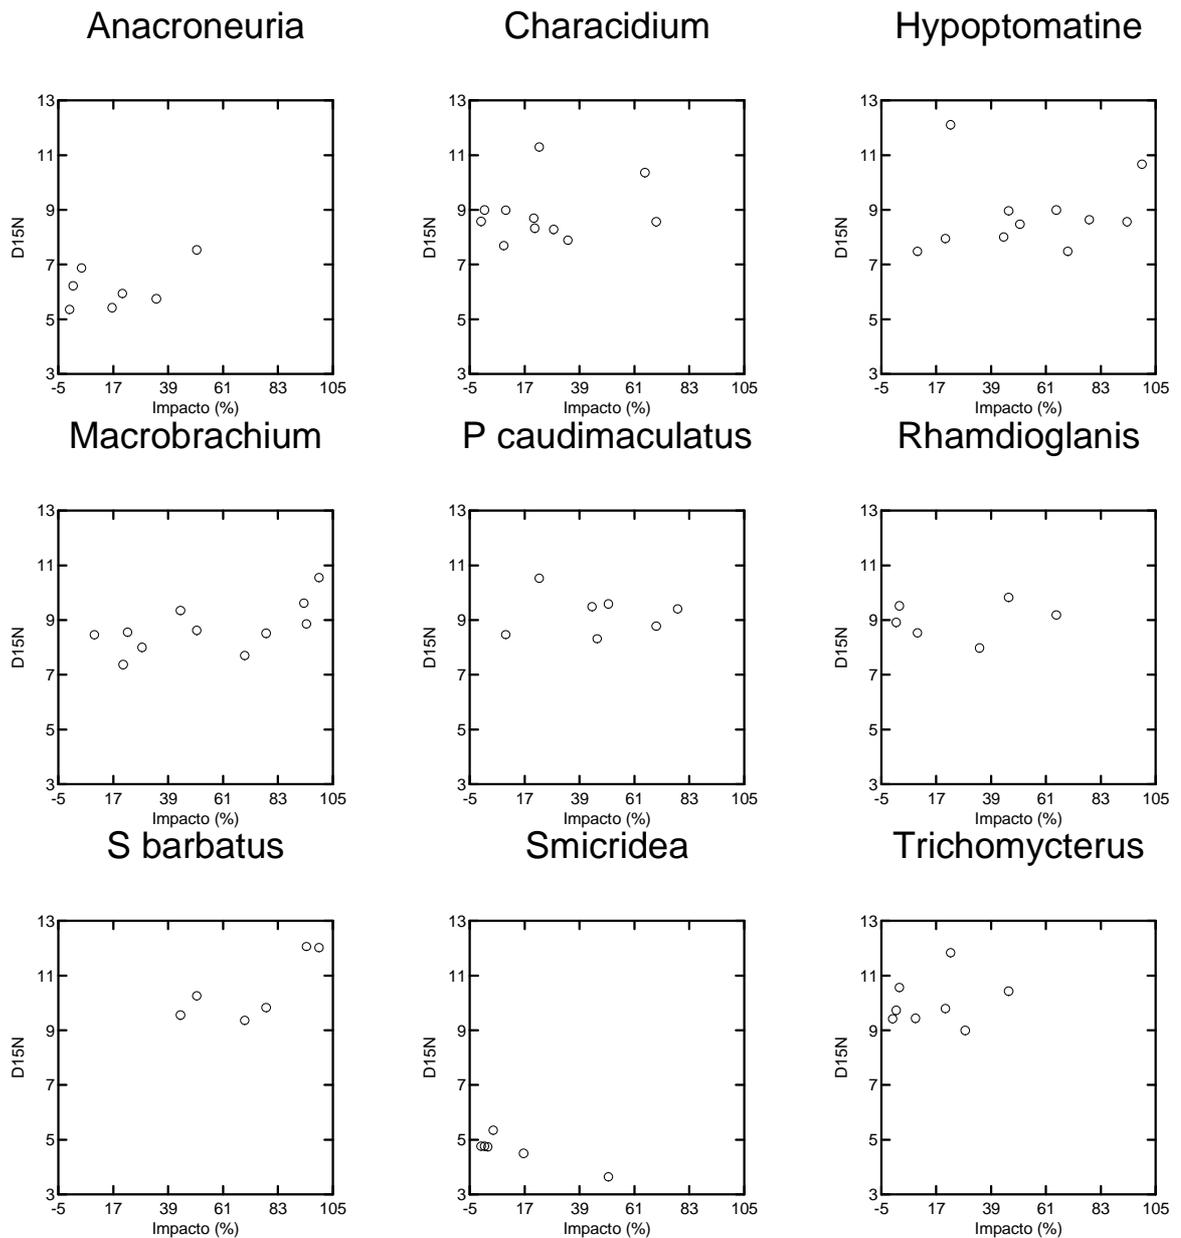 Anacroneuria Characidium Hypoptomatine
13 13 13
11 11 11
9 9 9
D15N D15N D15N
7 7 7
5 5 5
3 3 3
-5 17 39 61 83 105 -5 17 39 61 83 105 -5 17 39 61 83 105
Impacto (%) Impacto (%) Impacto (%)
Macrobrachium P caudimaculatus Rhamdioglanis
13 13 13
11 11 11
9 9 9
D15N D15N D15N
7 7 7
5 5 5
3 3 3
-5 17 39 61 83 105 -5 17 39 61 83 105 -5 17 39 61 83 105
Impacto (%) Impacto (%) Impacto (%)
S barbatus Smicridea Trichomycterus
13 13 13
11 11 11
9 9 9
D15N D15N D15N
7 7 7
5 5 5
3 3 3
-5 17 39 61 83 105 -5 17 39 61 83 105 -5 17 39 61 83 105
Impacto (%) Impacto (%) Impacto (%)